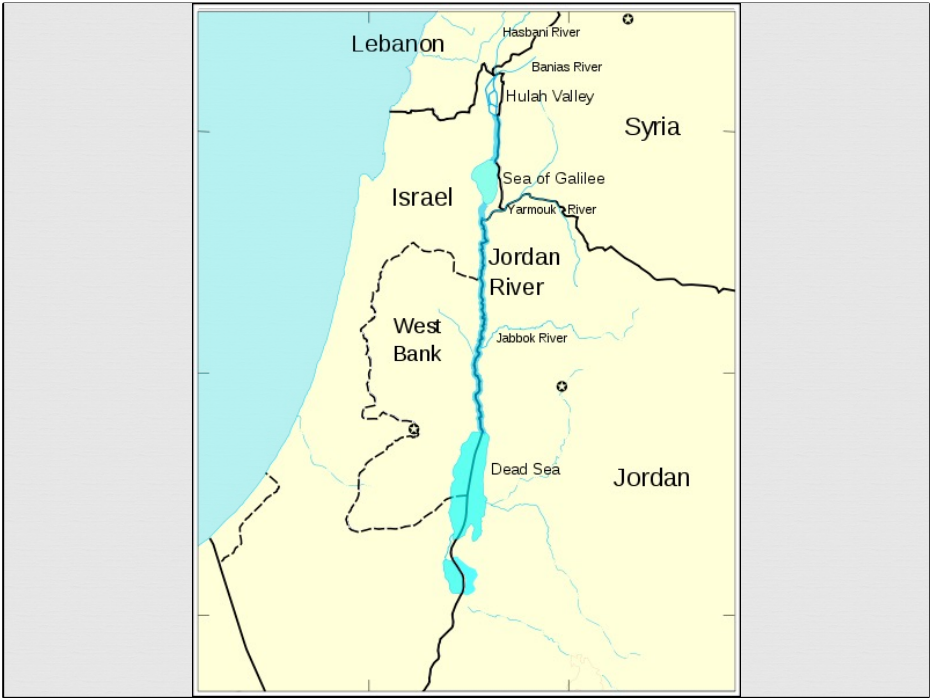 Hasbani River
Lebanon
Banias River
Hulah Valley
Syria
Sea of Galilee
Israel
Yarmouk River
Jordan
River
West
Bank
Jabbok River
Dead Sea
Jordan